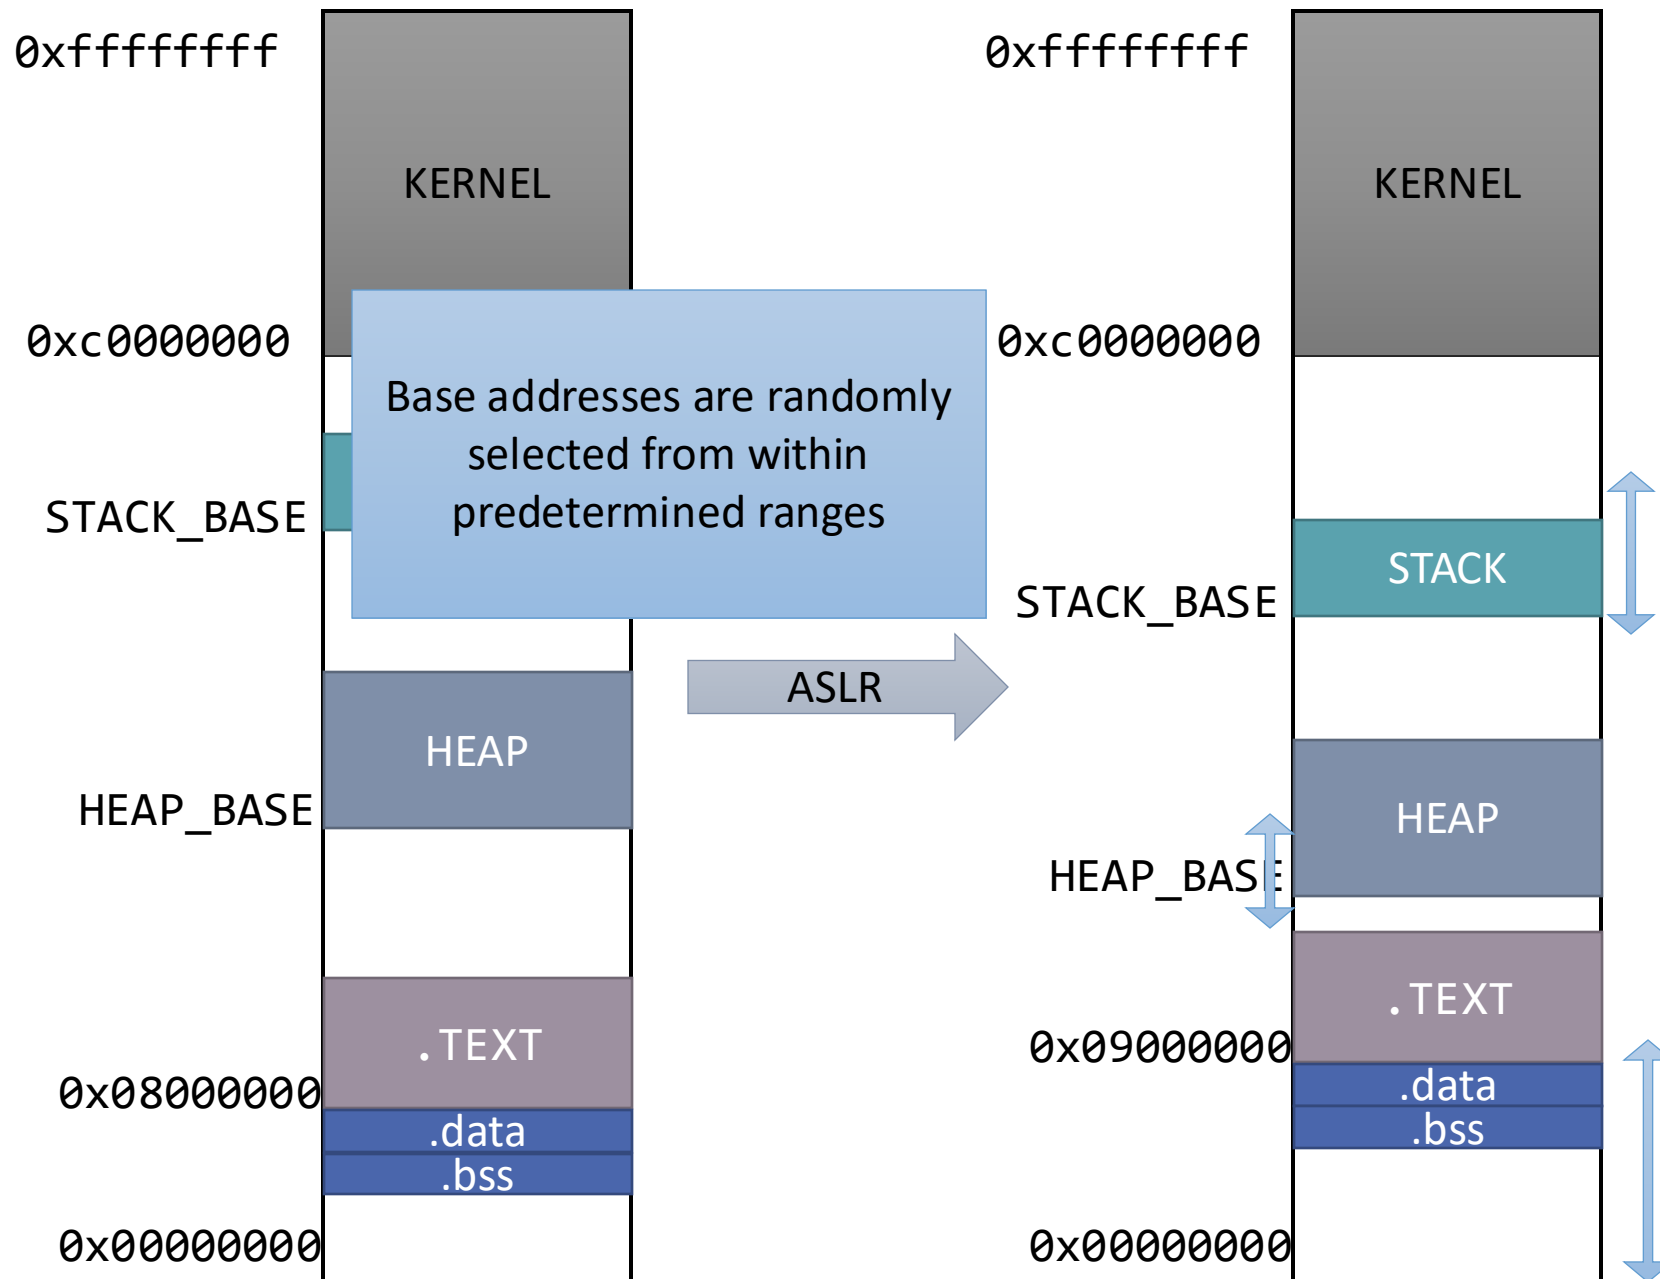 0xffffffff
KERNEL
0xc0000000
Base addresses are randomly
selected from within
predetermined ranges
STACK_BASE
HEAP
HEAP_BASE
.TEXT
0x08000000
.data
.bss
0x00000000
ASLR
0xffffffff
KERNEL
0xc0000000
STACK
STACK_BASE
HEAP
HEAP_BASE
.TEXT
0x09000000
.data
.bss
0x00000000